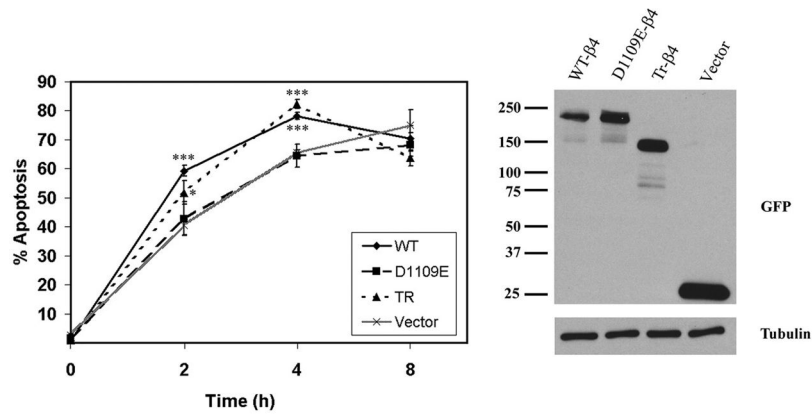 % Apoptosis
90
80
70
60
50
40
30
20
10
0
2
4
8
Time (h)
***
*
***
***
WT
D1109E
TR
Vector
WT-β4
D1109E-β4
Tr-β4
Vector
250
150
100
75
50
37
25
GFP
Tubulin